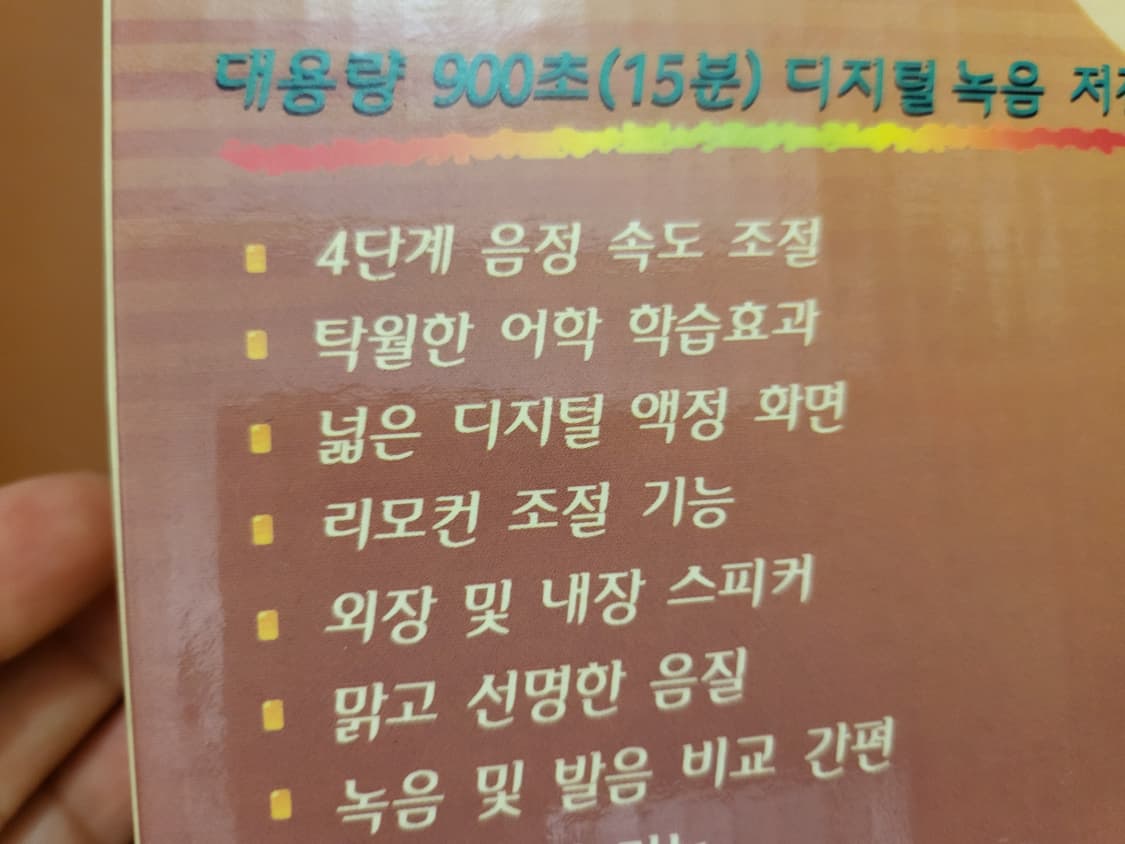 대용량 900초(15분) 디지털 녹음
4단계 음정 속도 조절
탁월한 어학 학습효과
넓은 디지털 액정 화면
리모컨 조절 기능
외장 및 내장 스피커
맑고 선명한 음질
녹음 및 발음 비교 간편